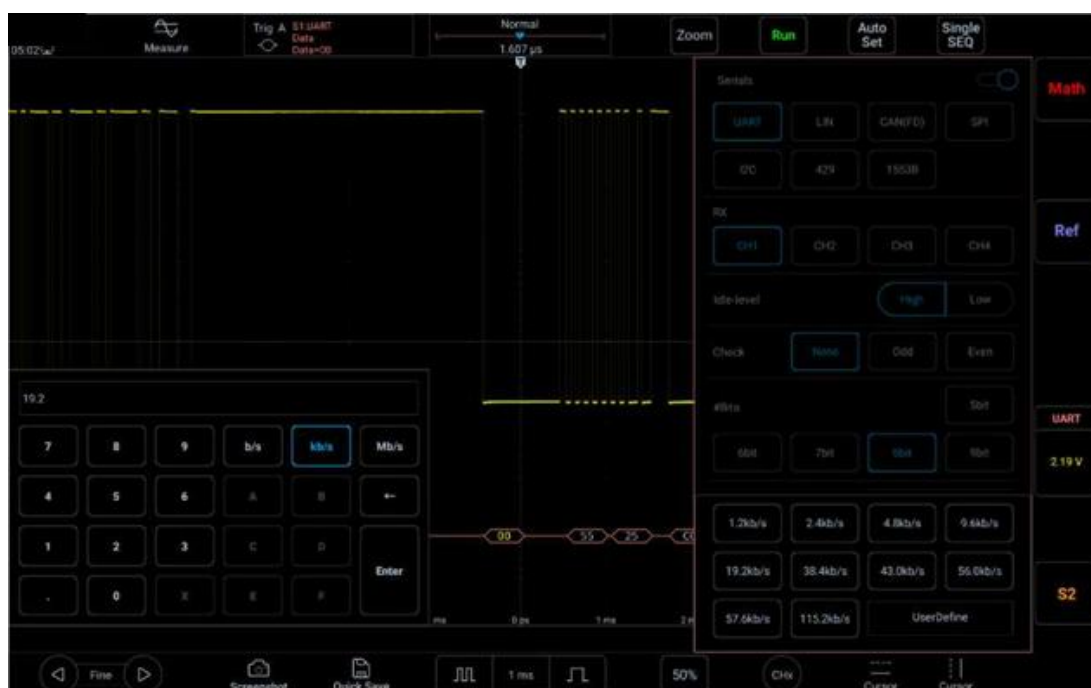 Normal
Trig A S1:UART
Data
Data=00
Measure
Zoom
Run
Auto
Set
Single
SEQ
1.607 μs
T
Serials
Math
UART LIN CAN(FD) SPI
I2C 429 1553B
RX
Ref
CH1 CH2 CH3 CH4
Idle-level High Low
Check None Odd Even
19.2
5bit
UART
7 8 9 b/s kb/s Mb/s
6bit 7bit 8bit 9bit
2.19 V
4 5 6 A B ←
1 2 3 C D
Enter
. 0 X E F
00 55 25
1.2kb/s 2.4kb/s 4.8kb/s 9.6kb/s
19.2kb/s 38.4kb/s 43.0kb/s 56.0kb/s
S2
57.6kb/s 115.2kb/s UserDefine
ms 0 ps 1 ms
Fine
Screenshot
Quick Save
1 ms
50%
CHx
Cursor
Cursor